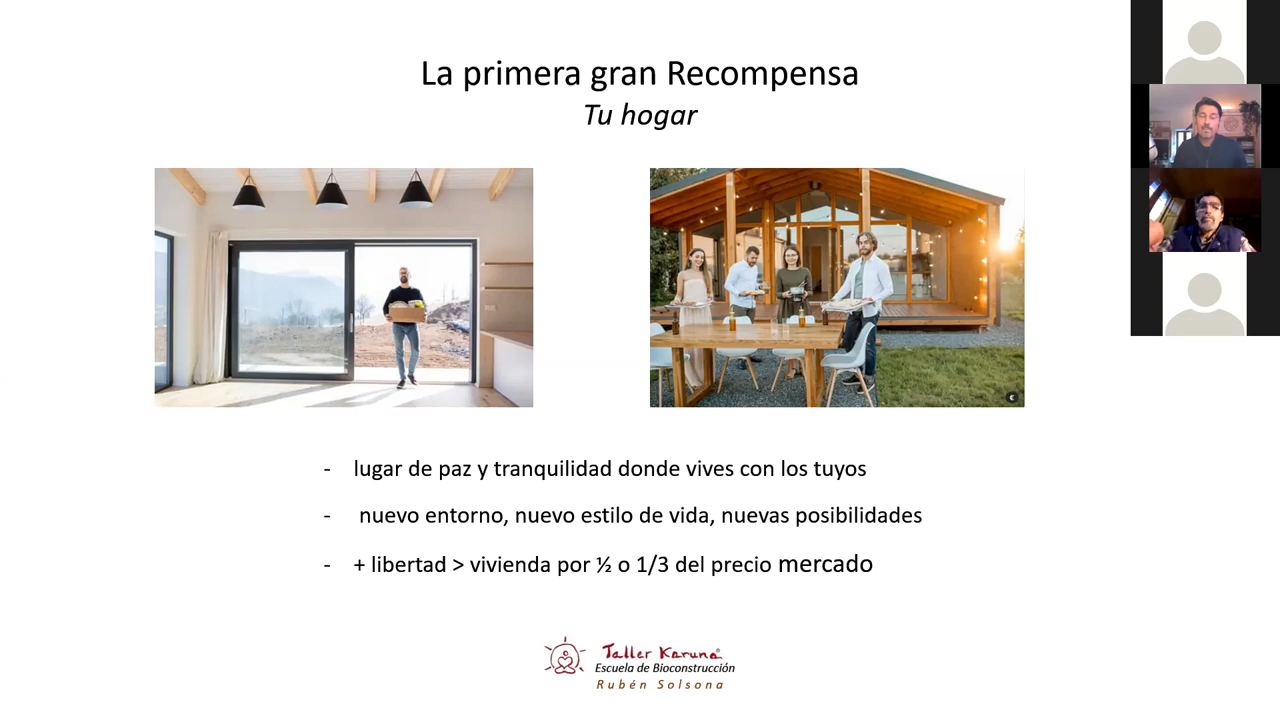 La primera gran Recompensa
Tu hogar
- lugar de paz y tranquilidad donde vives con los tuyos
- nuevo entorno, nuevo estilo de vida, nuevas posibilidades
- + libertad > vivienda por ½ o 1/3 del precio mercado
Taller Karuna
Escuela de Bioconstrucción
Rubén Solsona